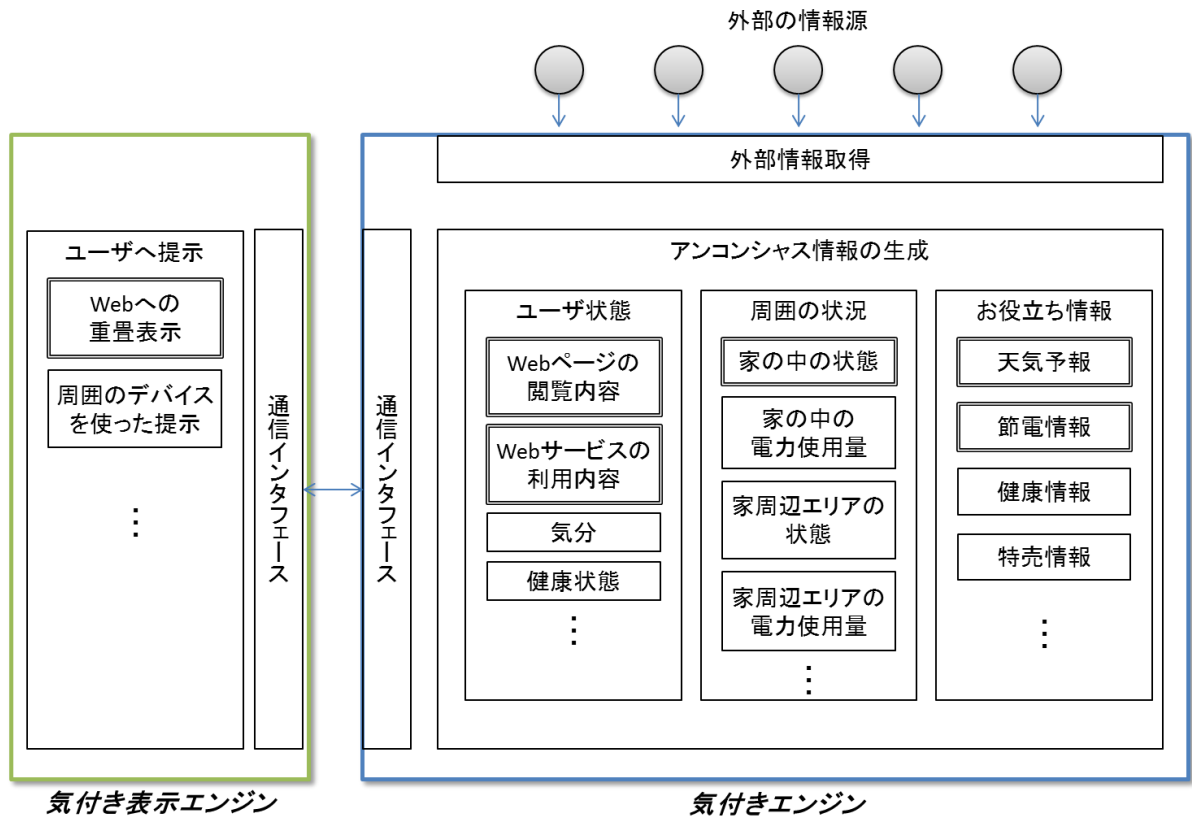 外部の情報源
外部情報取得
ユーザへ提示
Webへの
重畳表示
周囲のデバイス
を使った提示
⋮
通信インタフェース
通信インタフェース
アンコンシャス情報の生成
ユーザ状態
Webページの
閲覧内容
Webサービスの
利用内容
気分
健康状態
⋮
周囲の状況
家の中の状態
家の中の
電力使用量
家周辺エリアの
状態
家周辺エリアの
電力使用量
⋮
お役立ち情報
天気予報
節電情報
健康情報
特売情報
⋮
気付き表示エンジン
気付きエンジン